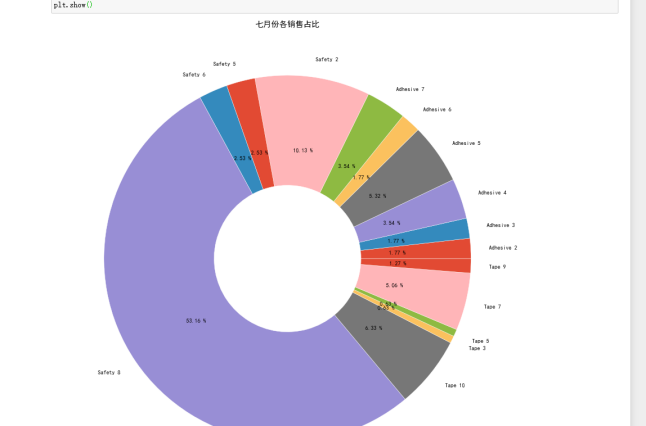 plt.show()
七月份各销售占比
Safety 2
Safety 5
Safety 6
Adhesive 7
Adhesive 6
Adhesive 5
Adhesive 4
Adhesive 3
Adhesive 2
Tape 9
Tape 7
Tape 5
Tape 3
Tape 10
Safety 8
10.13 %
2.53 %
2.53 %
3.54 %
1.77 %
5.32 %
3.54 %
1.77 %
1.77 %
1.27 %
5.06 %
6.33 %
53.16 %